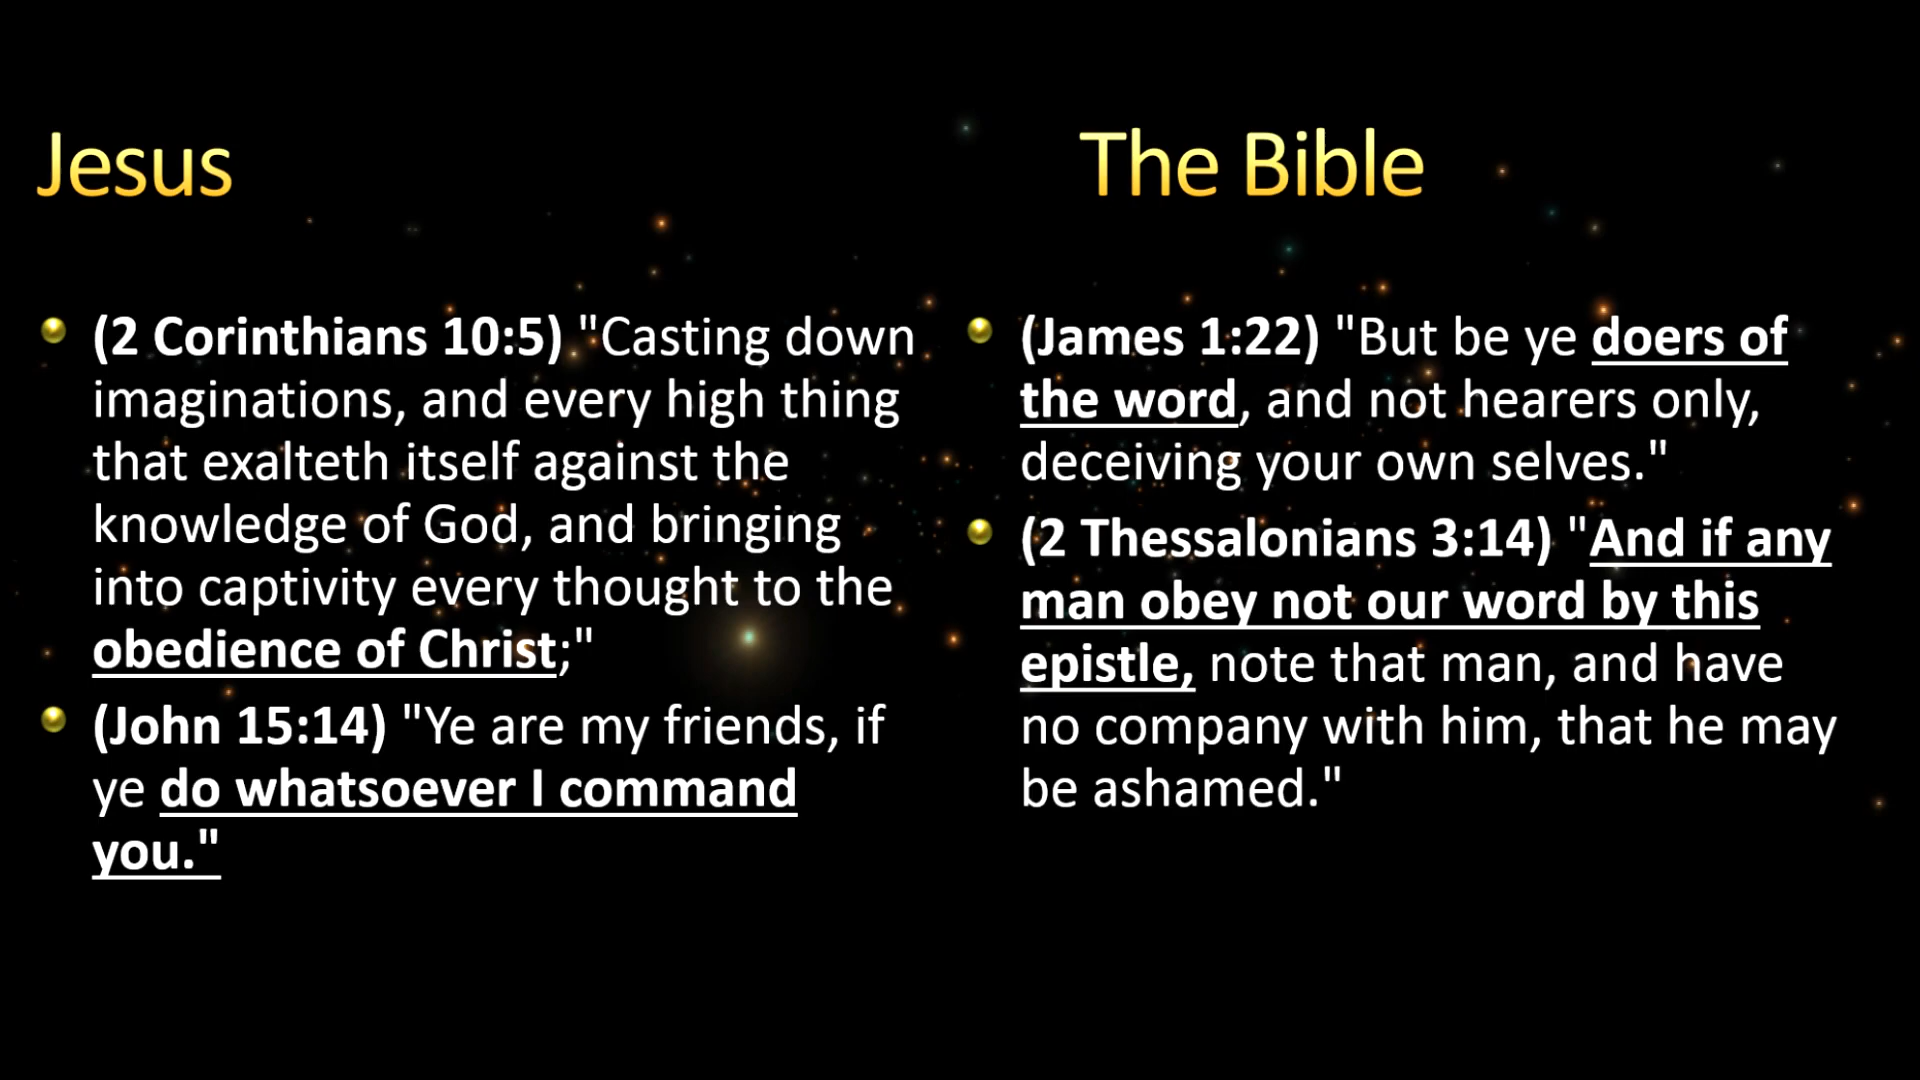 Jesus
(2 Corinthians 10:5) "Casting down
imaginations, and every high thing
that exalteth itself against the
knowledge of God, and bringing
into captivity every thought to the
obedience of Christ;"
(John 15:14) "Ye are my friends, if
ye do whatsoever I command
you."
The Bible
(James 1:22) "But be ye doers of
the word, and not hearers only,
deceiving your own selves."
(2 Thessalonians 3:14) "And if any
man obey not our word by this
epistle, note that man, and have
no company with him, that he may
be ashamed."